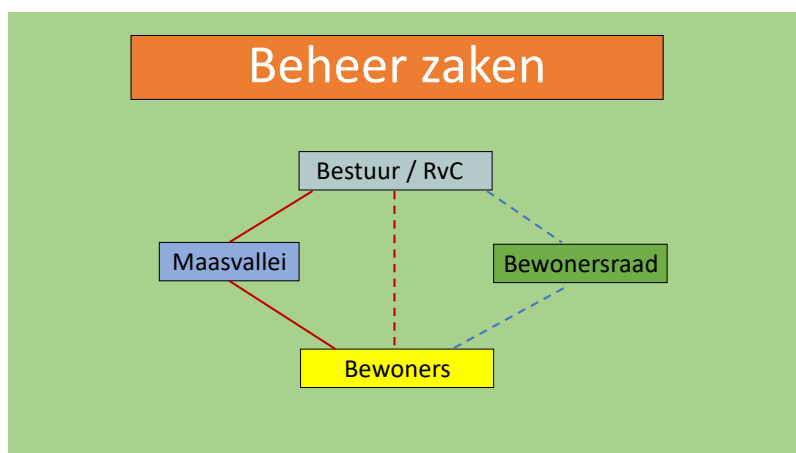 Beheer zaken
Bestuur / RvC
Maasvallei
Bewonersraad
Bewoners